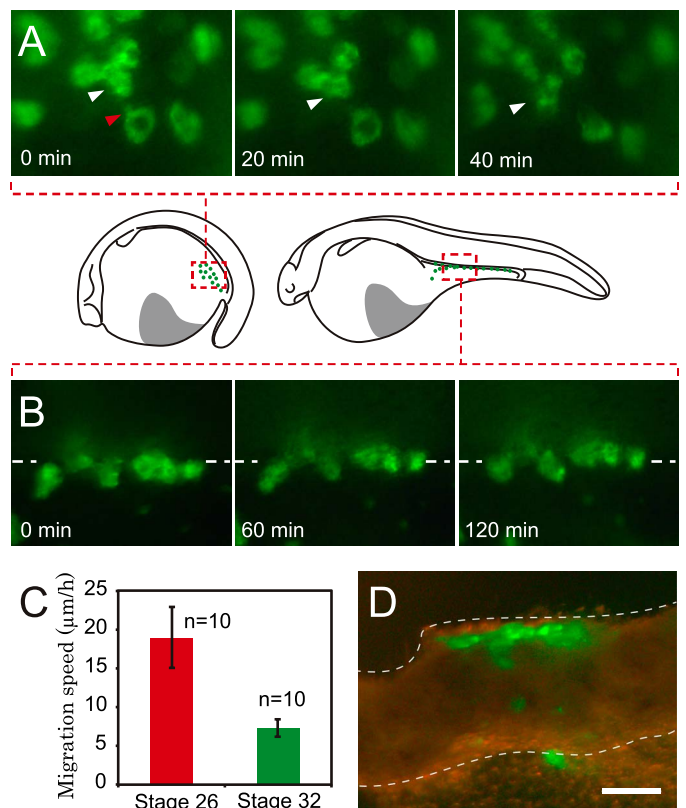 A
0 min
20 min
40 min
B
0 min
60 min
120 min
C
Migration speed (μm/h)
25
20
15
10
5
0
n=10
n=10
Stage 26
Stage 32
D